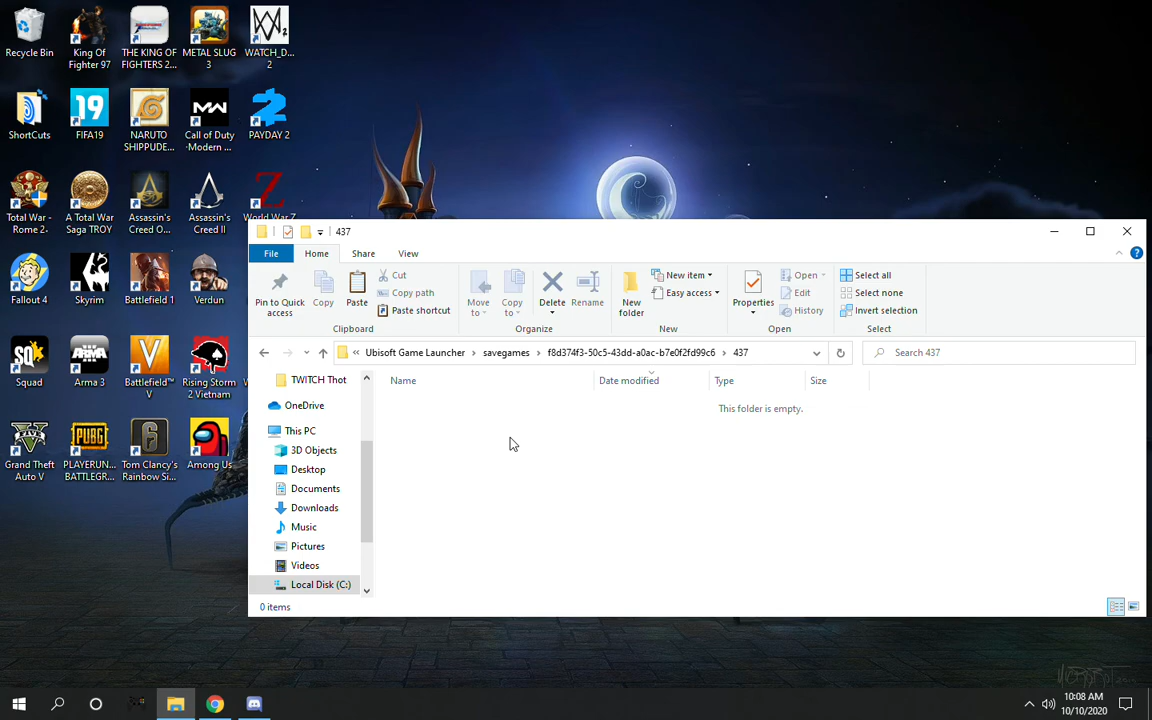 Recycle Bin
King Of Fighter 97
THE KING OF FIGHTERS 2...
METAL SLUG 3
WATCH_D... 2
ShortCuts
19
FIFA19
NARUTO SHIPPUDE...
MW
Call of Duty Modern ...
PAYDAY 2
Total War - Rome 2-
A Total War Saga TROY
Assassin's Creed O...
Assassin's Creed II
World War Z
Fallout 4
Skyrim
Battlefield 1
Verdun
SQ
Squad
ARMA
Arma 3
V
Battlefield™ V
Rising Storm 2 Vietnam
Grand Theft Auto V
PUBG
PLAYERUN... BATTLEGR...
6
Tom Clancy's Rainbow Si...
Among Us
437
File
Home
Share
View
Pin to Quick access
Copy
Paste
Cut
Copy path
Paste shortcut
Clipboard
Move to
Copy to
Delete
Rename
Organize
New folder
New item
Easy access
New
Properties
Open
Edit
History
Open
Select all
Select none
Invert selection
Select
« Ubisoft Game Launcher › savegames › f8d374f3-50c5-43dd-a0ac-b7e0f2fd99c6 › 437
Search 437
Name
Date modified
Type
Size
This folder is empty.
TWITCH Thot
OneDrive
This PC
3D Objects
Desktop
Documents
Downloads
Music
Pictures
Videos
Local Disk (C:)
0 items
10:08 AM
10/10/2020